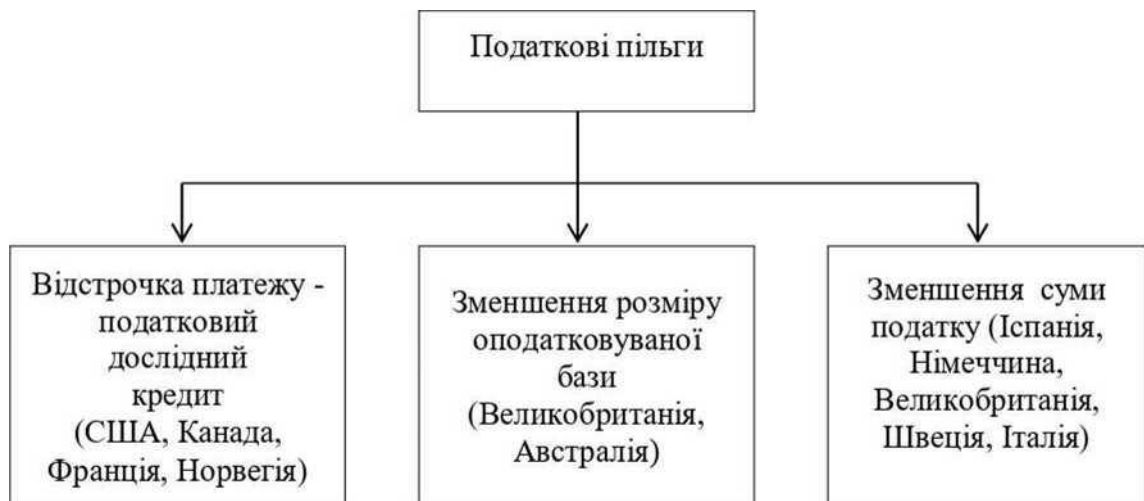 Податкові пільги
Відстрочка платежу -
податковий
дослідний
кредит
(США, Канада,
Франція, Норвегія)
Зменшення розміру
оподатковуваної
бази
(Великобританія,
Австралія)
Зменшення суми
податку (Іспанія,
Німеччина,
Великобританія,
Швеція, Італія)